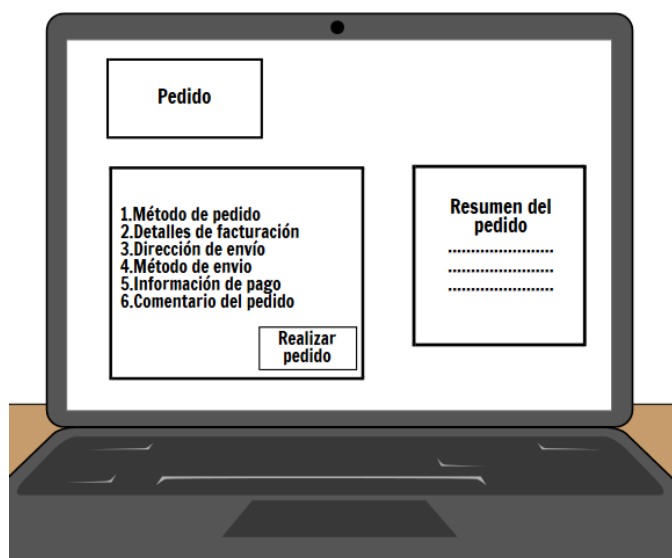 Pedido
1.Método de pedido
2.Detalles de facturación
3.Dirección de envío
4.Método de envio
5.Información de pago
6.Comentario del pedido
Realizar
pedido
Resumen del
pedido
.......................
.......................
.......................